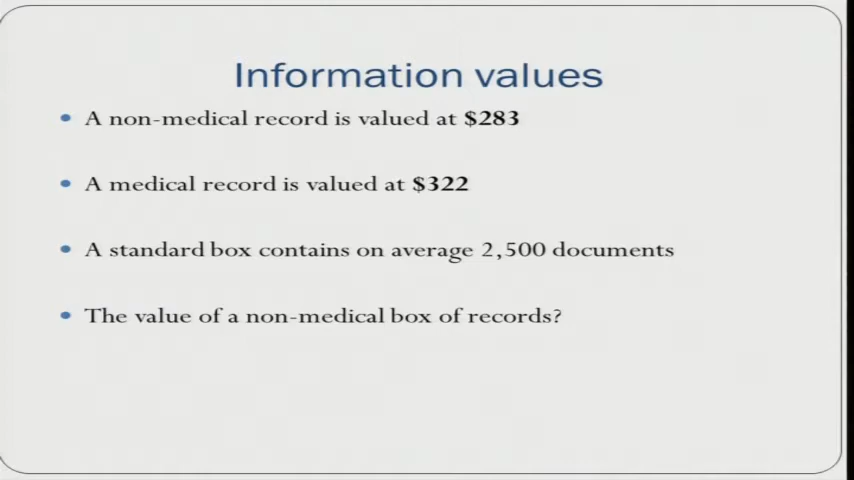 Information values
• A non-medical record is valued at $283
• A medical record is valued at $322
• A standard box contains on average 2,500 documents
• The value of a non-medical box of records?